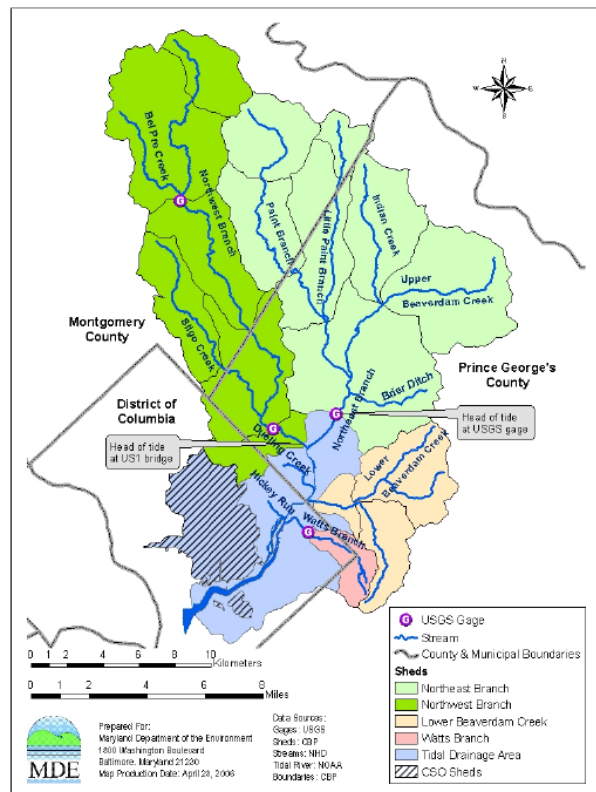 N
W E
S
Bel Pre Creek
Northwest Branch
Paint Branch
Little Paint Branch
Indian Creek
Upper
Beaverdam Creek
Sligo Creek
Montgomery
County
Prince George's
County
Brier Ditch
Northeast Branch
District of
Columbia
Head of tide
at USGS gage
Head of tide
at US1 bridge
Dueling Creek
Lower
Beaverdam Creek
Hickey Run
Watts Branch
G
G
G
G
G USGS Gage
Stream
County & Municipal Boundaries
Sheds
Northeast Branch
Northwest Branch
Lower Beaverdam Creek
Watts Branch
Tidal Drainage Area
CSO Sheds
0 1 2 4 6 8 10
Kilometers
0 1 2 4 6 8
Miles
MDE
Prepared For:
Maryland Department of the Environment
1800 Washington Boulevard
Baltimore, Maryland 21230
Map Production Date: April 28, 2006
Data Sources:
Gages: USGS
Sheds: CBP
Streams: NHD
Tidal River: NOAA
Boundaries: CBP